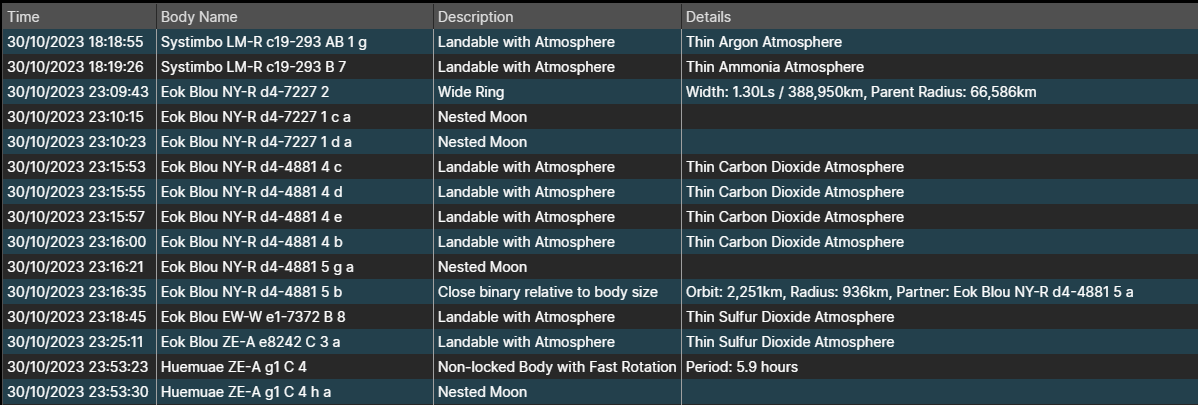 Time Body Name Description Details
30/10/2023 18:18:55 Systimbo LM-R c19-293 AB 1 g Landable with Atmosphere Thin Argon Atmosphere
30/10/2023 18:19:26 Systimbo LM-R c19-293 B 7 Landable with Atmosphere Thin Ammonia Atmosphere
30/10/2023 23:09:43 Eok Blou NY-R d4-7227 2 Wide Ring Width: 1.30Ls / 388,950km, Parent Radius: 66,586km
30/10/2023 23:10:15 Eok Blou NY-R d4-7227 1 c a Nested Moon
30/10/2023 23:10:23 Eok Blou NY-R d4-7227 1 d a Nested Moon
30/10/2023 23:15:53 Eok Blou NY-R d4-4881 4 c Landable with Atmosphere Thin Carbon Dioxide Atmosphere
30/10/2023 23:15:55 Eok Blou NY-R d4-4881 4 d Landable with Atmosphere Thin Carbon Dioxide Atmosphere
30/10/2023 23:15:57 Eok Blou NY-R d4-4881 4 e Landable with Atmosphere Thin Carbon Dioxide Atmosphere
30/10/2023 23:16:00 Eok Blou NY-R d4-4881 4 b Landable with Atmosphere Thin Carbon Dioxide Atmosphere
30/10/2023 23:16:21 Eok Blou NY-R d4-4881 5 g a Nested Moon
30/10/2023 23:16:35 Eok Blou NY-R d4-4881 5 b Close binary relative to body size Orbit: 2,251km, Radius: 936km, Partner: Eok Blou NY-R d4-4881 5 a
30/10/2023 23:18:45 Eok Blou EW-W e1-7372 B 8 Landable with Atmosphere Thin Sulfur Dioxide Atmosphere
30/10/2023 23:25:11 Eok Blou ZE-A e8242 C 3 a Landable with Atmosphere Thin Sulfur Dioxide Atmosphere
30/10/2023 23:53:23 Huemuae ZE-A g1 C 4 Non-locked Body with Fast Rotation Period: 5.9 hours
30/10/2023 23:53:30 Huemuae ZE-A g1 C 4 h a Nested Moon